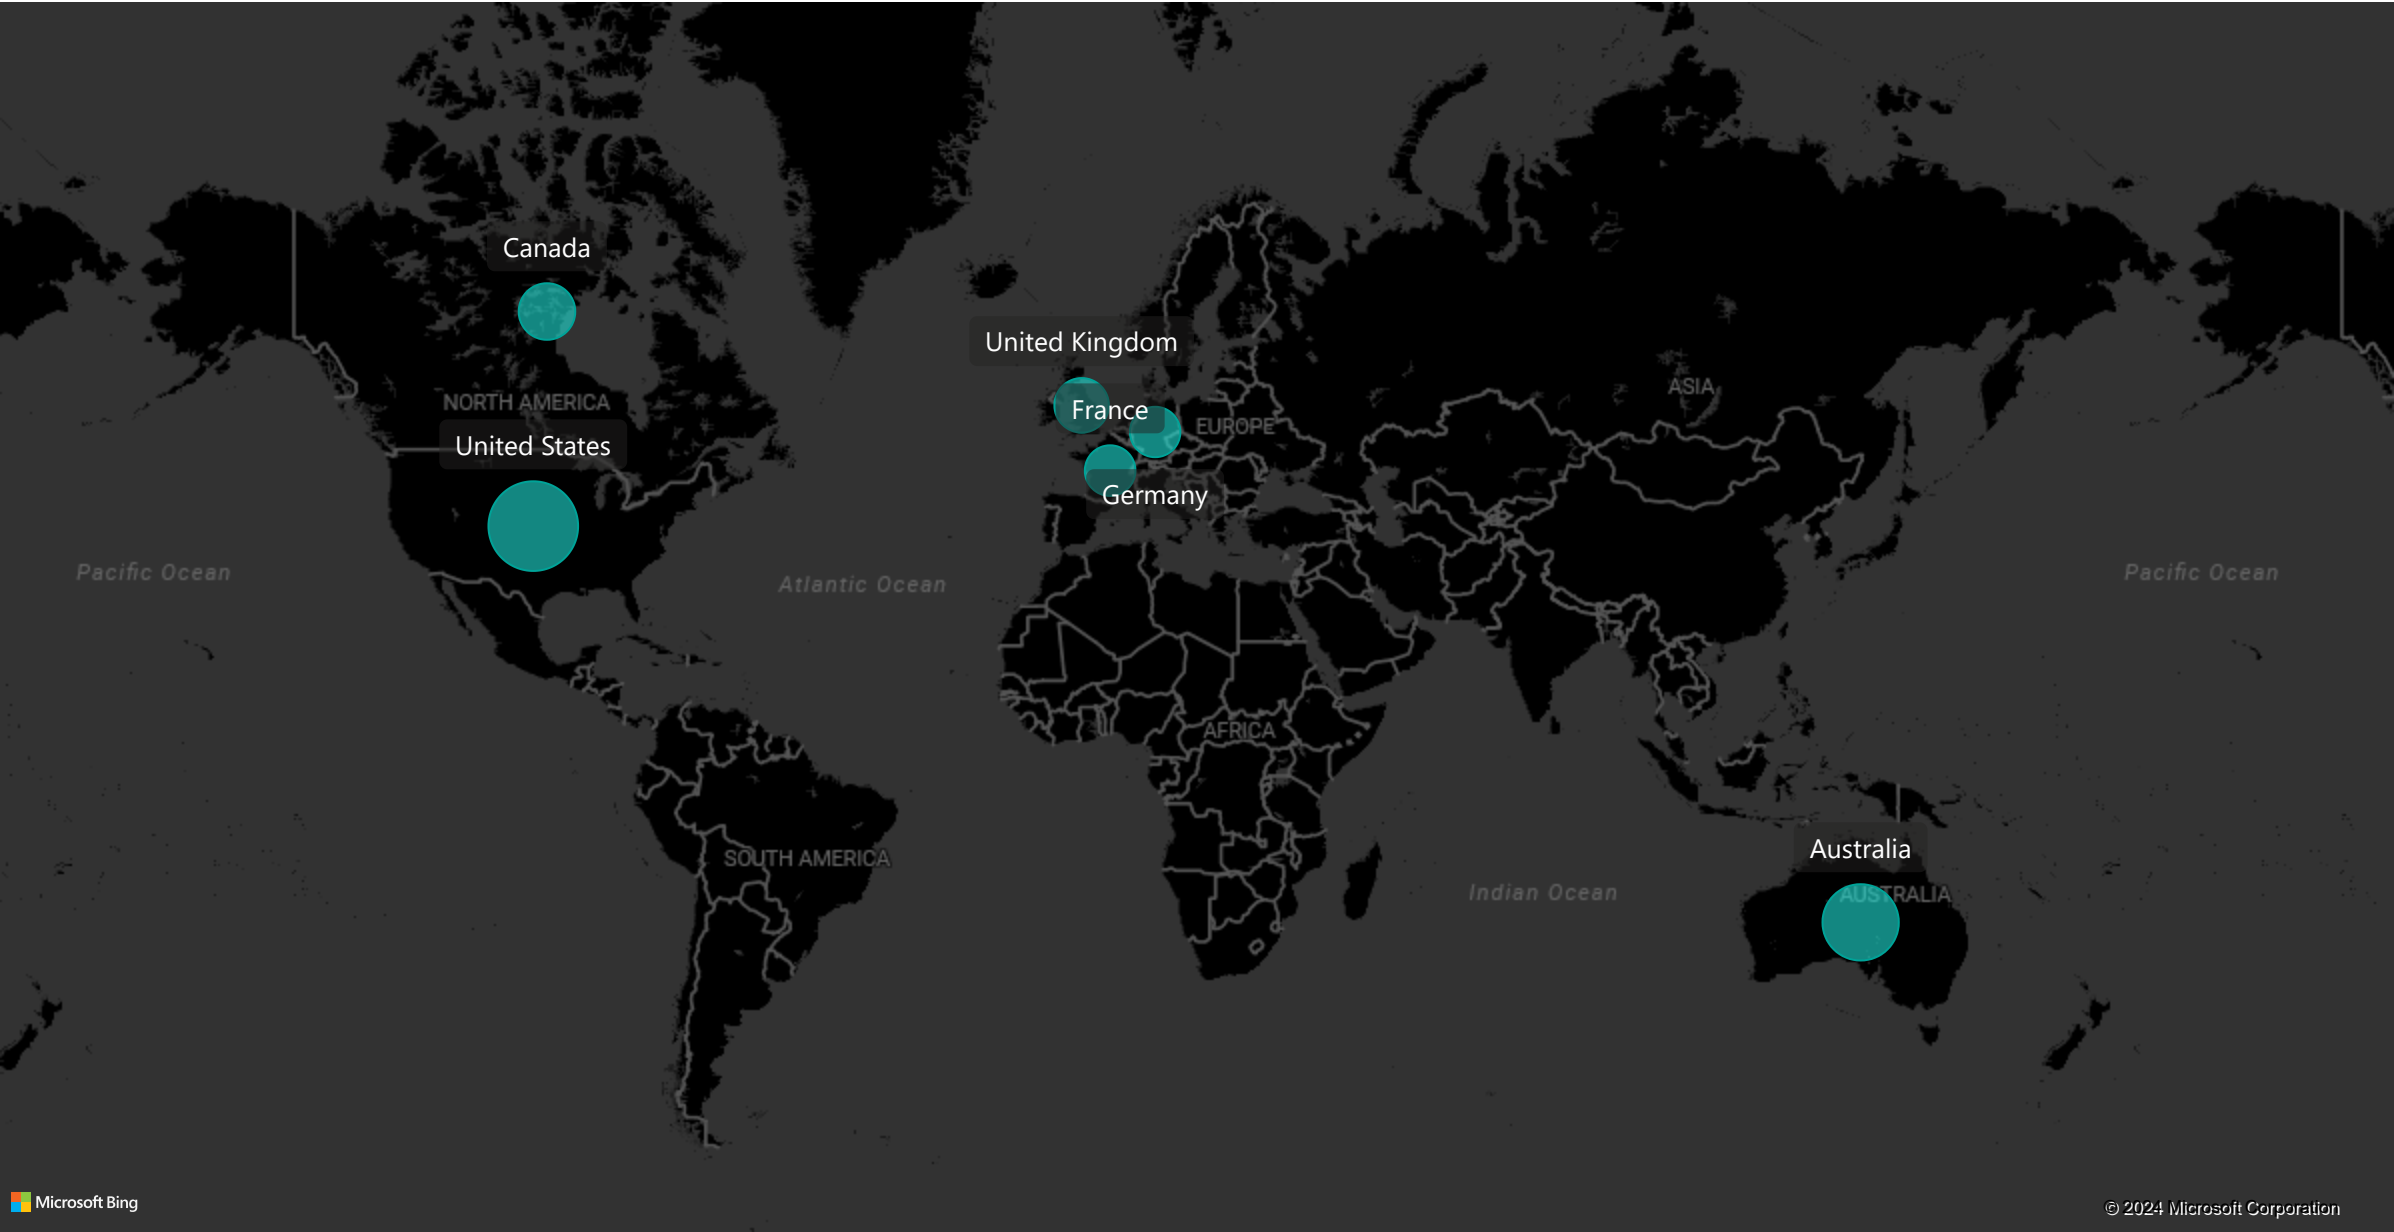 Canada
United Kingdom
ASIA
NORTH AMERICA
France
EUROPE
United States
Germany
Pacific Ocean
Atlantic Ocean
Pacific Ocean
AFRICA
Australia
SOUTH AMERICA
Indian Ocean
AUSTRALIA
Microsoft Bing
© 2024 Microsoft Corporation